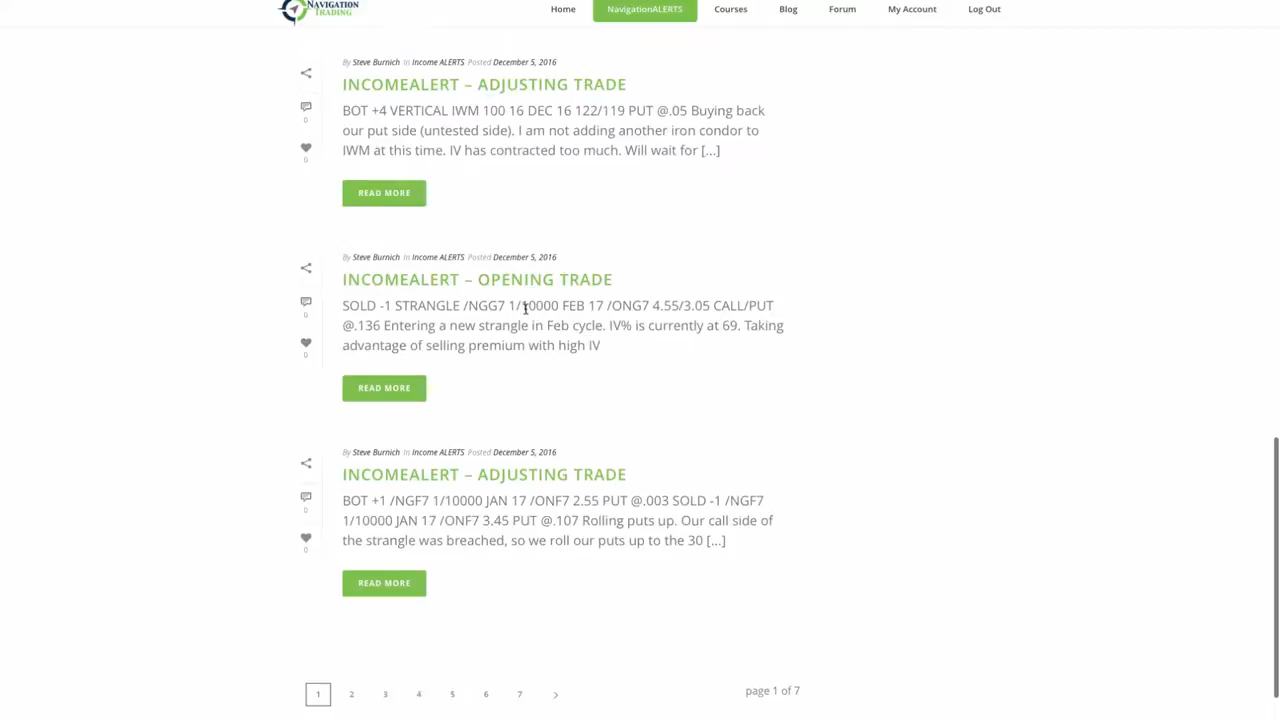 NAVIGATION
TRADING
Home NavigationALERTS Courses Blog Forum My Account Log Out
By Steve Burnich In Income ALERTS Posted December 5, 2016
INCOMEALERT – ADJUSTING TRADE
BOT +4 VERTICAL IWM 100 16 DEC 16 122/119 PUT @.05 Buying back
our put side (untested side). I am not adding another iron condor to
IWM at this time. IV has contracted too much. Will wait for [...]
0
0
READ MORE
By Steve Burnich In Income ALERTS Posted December 5, 2016
INCOMEALERT – OPENING TRADE
SOLD -1 STRANGLE /NGG7 1/10000 FEB 17 /ONG7 4.55/3.05 CALL/PUT
@.136 Entering a new strangle in Feb cycle. IV% is currently at 69. Taking
advantage of selling premium with high IV
0
0
READ MORE
By Steve Burnich In Income ALERTS Posted December 5, 2016
INCOMEALERT – ADJUSTING TRADE
BOT +1 /NGF7 1/10000 JAN 17 /ONF7 2.55 PUT @.003 SOLD -1 /NGF7
1/10000 JAN 17 /ONF7 3.45 PUT @.107 Rolling puts up. Our call side of
the strangle was breached, so we roll our puts up to the 30 [...]
0
0
READ MORE
1 2 3 4 5 6 7 >
page 1 of 7